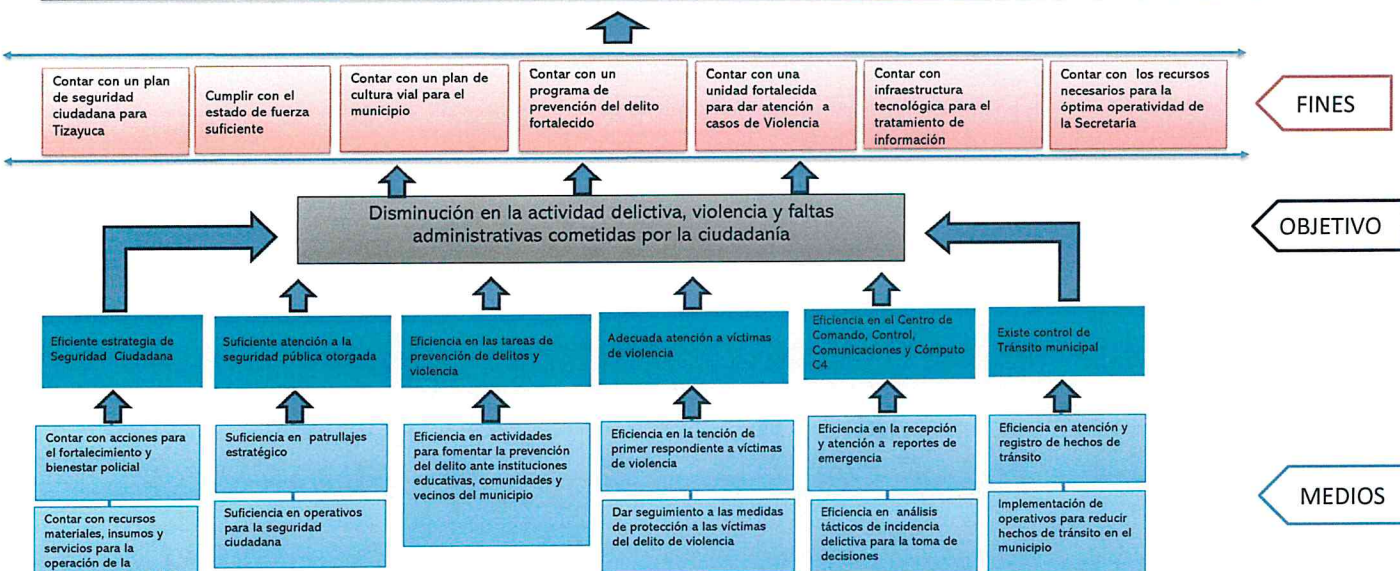 Contar con un plan
de seguridad
ciudadana para
Tizayuca
Cumplir con el
estado de fuerza
suficiente
Contar con un plan de
cultura vial para el
municipio
Contar con un
programa de
prevención del delito
fortalecido
Contar con una
unidad fortalecida
para dar atención a
casos de Violencia
Contar con
infraestructura
tecnológica para el
tratamiento de
información
Contar con los recursos
necesarios para la
óptima operatividad de
la Secretaría
FINES
Disminución en la actividad delictiva, violencia y faltas
administrativas cometidas por la ciudadanía
OBJETIVO
Eficiente estrategia de
Seguridad Ciudadana
Suficiente atención a la
seguridad pública otorgada
Eficiencia en las tareas de
prevención de delitos y
violencia
Adecuada atención a víctimas
de violencia
Eficiencia en el Centro de
Comando, Control,
Comunicaciones y Cómputo
C4
Existe control de
Tránsito municipal
Contar con acciones para
el fortalecimiento y
bienestar policial
Suficiencia en patrullajes
estratégico
Eficiencia en actividades
para fomentar la prevención
del delito ante instituciones
educativas, comunidades y
vecinos del municipio
Eficiencia en la tención de
primer respondiente a víctimas
de violencia
Eficiencia en la recepción
y atención a reportes de
emergencia
Eficiencia en atención y
registro de hechos de
tránsito
MEDIOS
Contar con recursos
materiales, insumos y
servicios para la
operación de la
Suficiencia en operativos
para la seguridad
ciudadana
Dar seguimiento a las medidas
de protección a las víctimas
del delito de violencia
Eficiencia en análisis
tácticos de incidencia
delictiva para la toma de
decisiones
Implementación de
operativos para reducir
hechos de tránsito en el
municipio